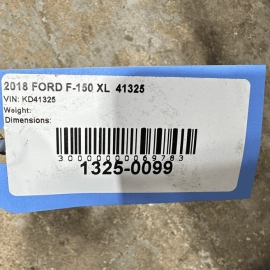 2018 FORD F-150 XL 41325
VIN: KD41325
Weight:
Dimensions:
3000000069783
1325-0099